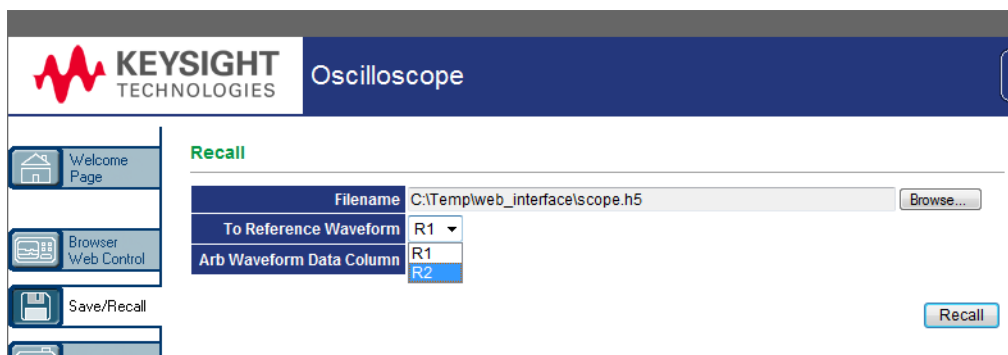 KEYSIGHT
TECHNOLOGIES
Oscilloscope
Welcome
Page
Browser
Web Control
Save/Recall
Recall
Filename C:\Temp\web_interface\scope.h5 Browse...
To Reference Waveform R1
Arb Waveform Data Column R1
R2
Recall